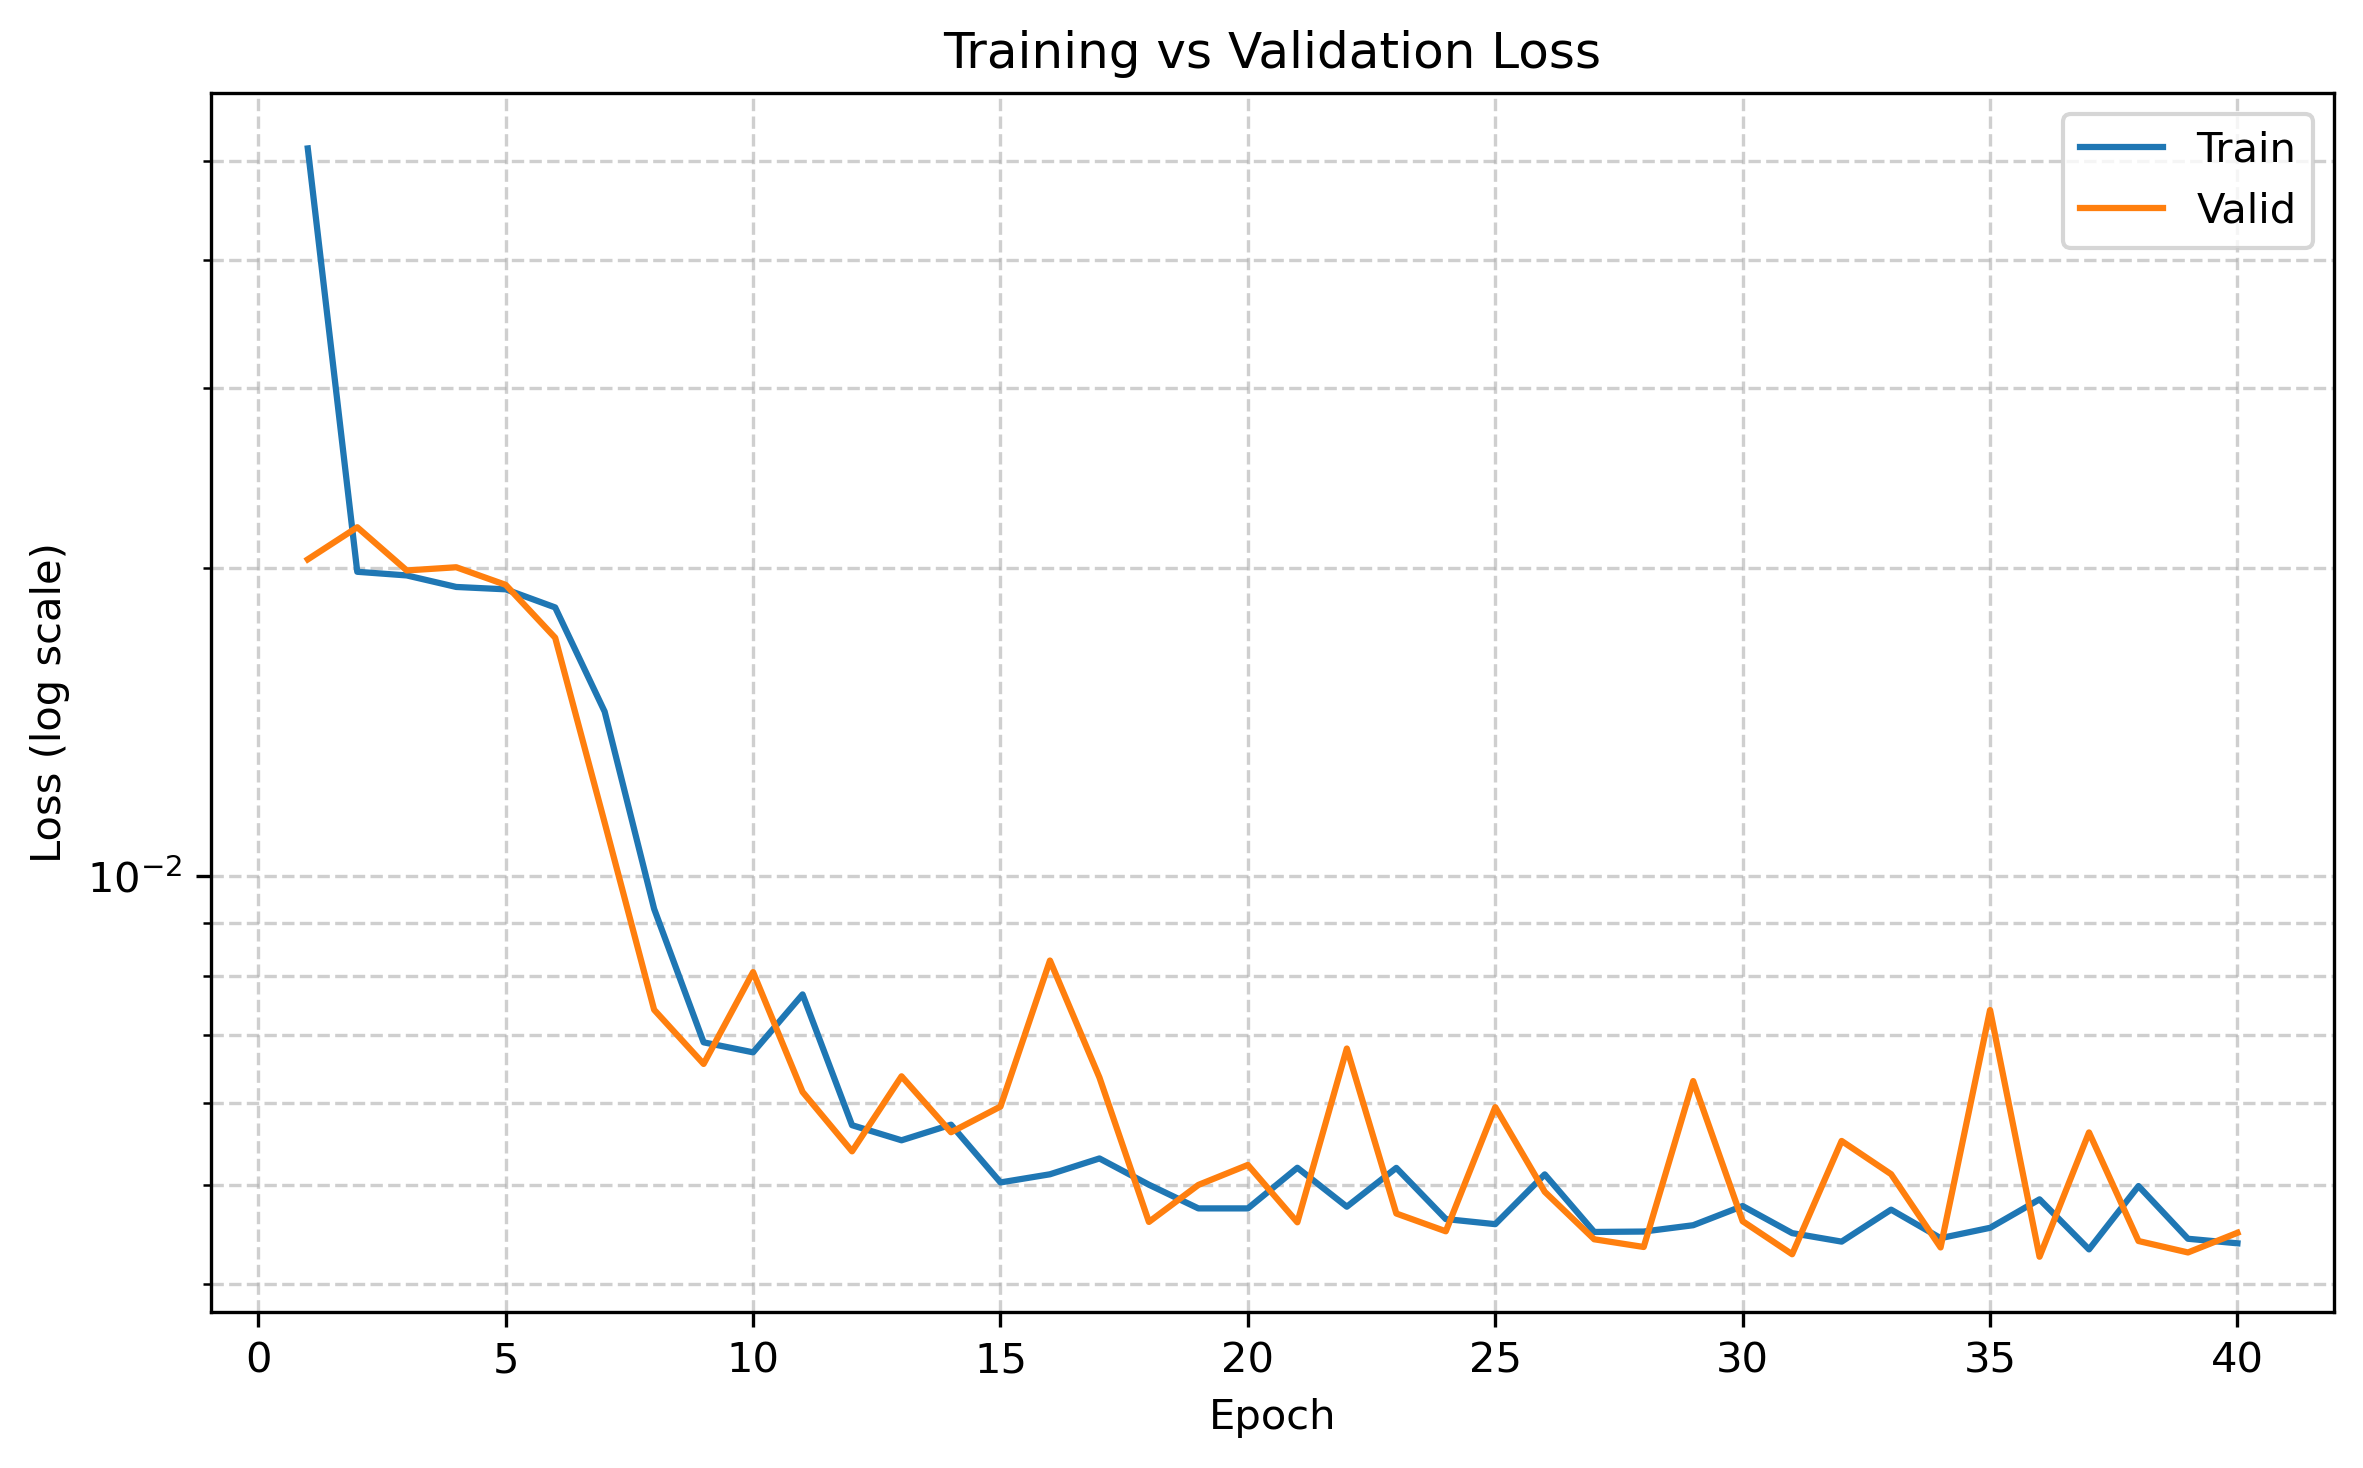 Training vs Validation Loss
Train
Valid
Loss (log scale)
10⁻²
0 5 10 15 20 25 30 35 40
Epoch